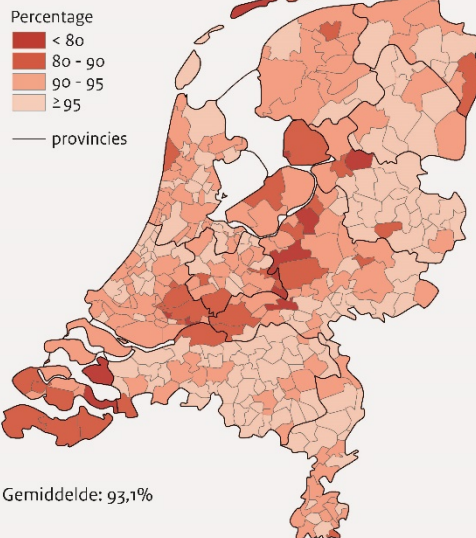 Percentage
< 80
80 - 90
90 - 95
≥ 95
provincies
Gemiddelde: 93,1%